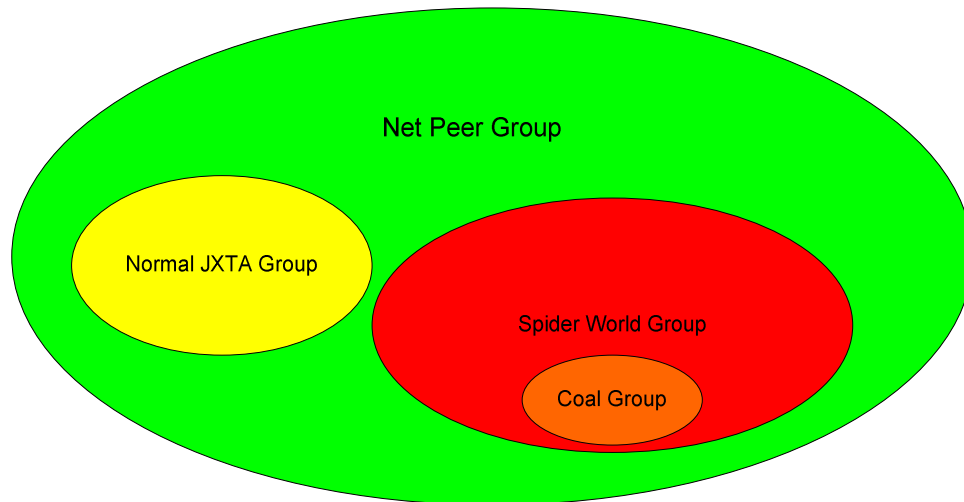 Net Peer Group
Normal JXTA Group
Spider World Group
Coal Group